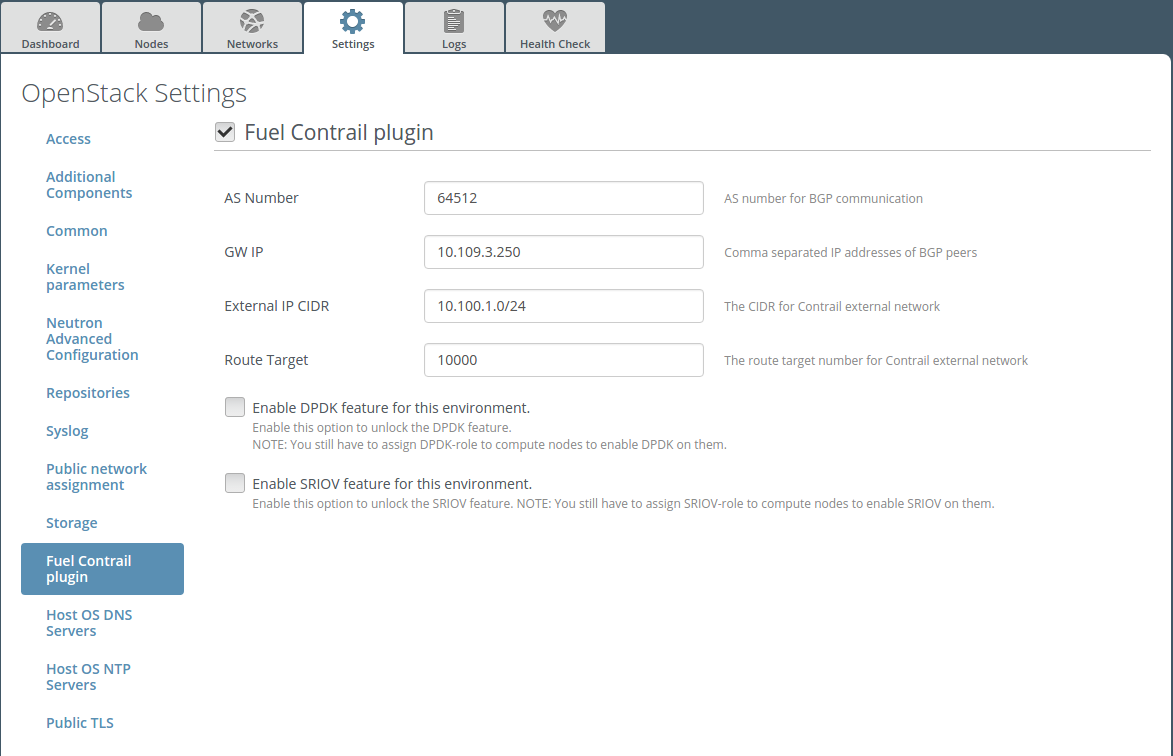 Dashboard
Nodes
Networks
Settings
Logs
Health Check
OpenStack Settings
Access
Additional
Components
Common
Kernel
parameters
Neutron
Advanced
Configuration
Repositories
Syslog
Public network
assignment
Storage
Fuel Contrail
plugin
Host OS DNS
Servers
Host OS NTP
Servers
Public TLS
Fuel Contrail plugin
AS Number
64512
AS number for BGP communication
GW IP
10.109.3.250
Comma separated IP addresses of BGP peers
External IP CIDR
10.100.1.0/24
The CIDR for Contrail external network
Route Target
10000
The route target number for Contrail external network
Enable DPDK feature for this environment.
Enable this option to unlock the DPDK feature.
NOTE: You still have to assign DPDK-role to compute nodes to enable DPDK on them.
Enable SRIOV feature for this environment.
Enable this option to unlock the SRIOV feature. NOTE: You still have to assign SRIOV-role to compute nodes to enable SRIOV on them.